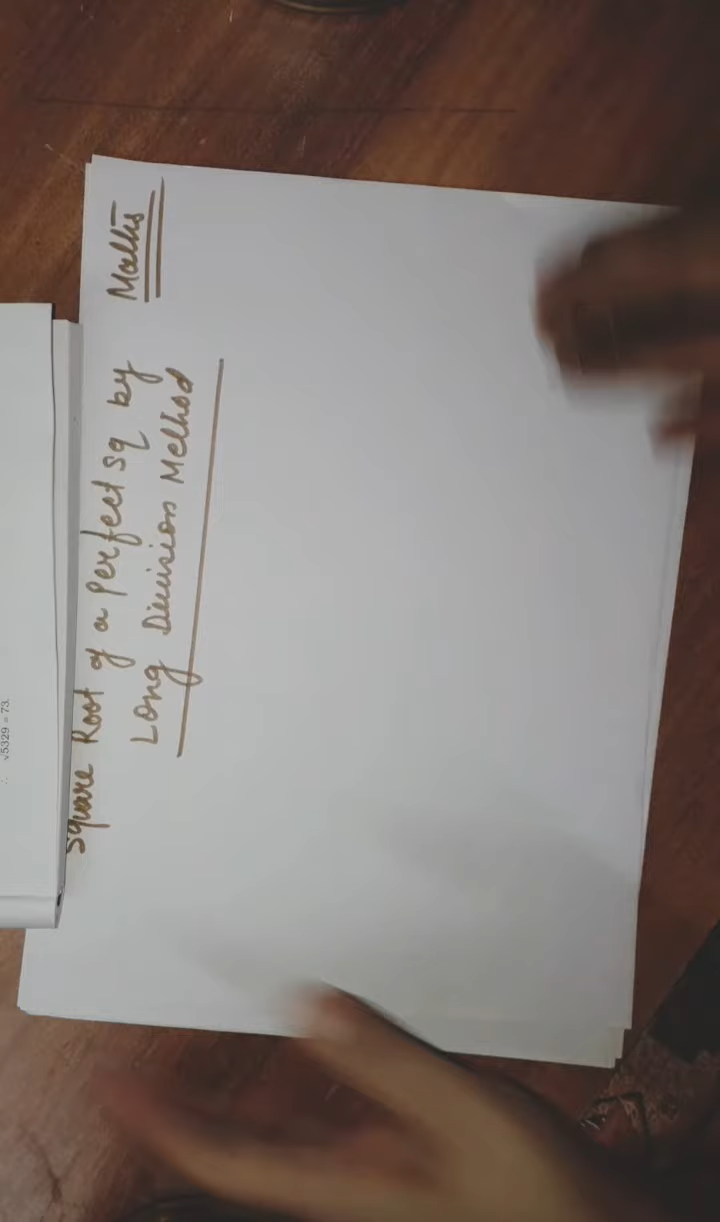 Maths
Square Root of a perfect sq by
Long Division Method
∴ √5329 = 73.